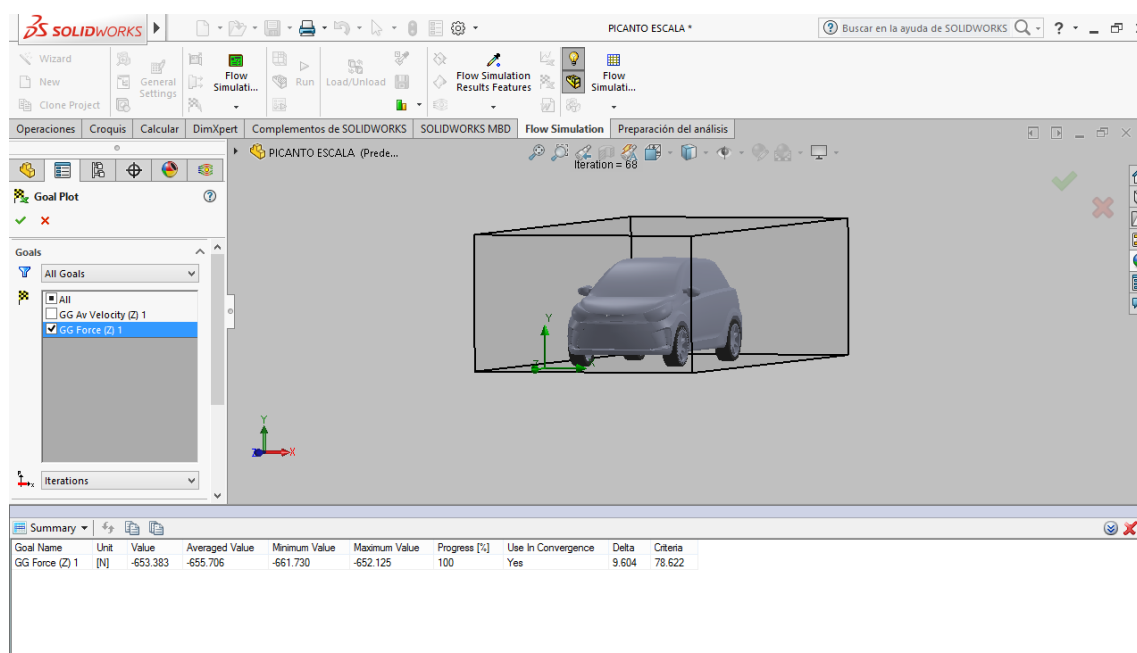 SOLIDWORKS
PICANTO ESCALA *
Buscar en la ayuda de SOLIDWORKS
?
Wizard
New
Clone Project
General Settings
Flow Simulati...
Run
Load/Unload
Flow Simulation Results Features
Flow Simulati...
Operaciones Croquis Calcular DimXpert Complementos de SOLIDWORKS SOLIDWORKS MBD Flow Simulation Preparación del análisis
PICANTO ESCALA (Prede...
Iteration = 68
Goal Plot
Goals
All Goals
All
GG Av Velocity (Z) 1
GG Force (Z) 1
Iterations
Y
Z
X
Y
Z
X
Summary
Goal Name Unit Value Averaged Value Minimum Value Maximum Value Progress [%] Use In Convergence Delta Criteria
GG Force (Z) 1 [N] -653.383 -655.706 -661.730 -652.125 100 Yes 9.604 78.622